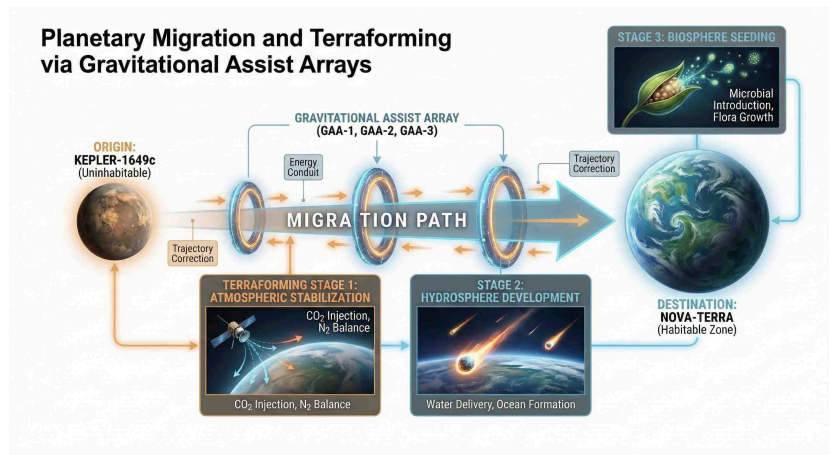 Planetary Migration and Terraforming
via Gravitational Assist Arrays
STAGE 3: BIOSPHERE SEEDING
Microbial
Introduction,
Flora Growth
GRAVITATIONAL ASSIST ARRAY
(GAA-1, GAA-2, GAA-3)
ORIGIN:
KEPLER-1649c
(Uninhabitable)
Energy
Conduit
Trajectory
Correction
MIGRATION PATH
Trajectory
Correction
TERRAFORMING STAGE 1:
ATMOSPHERIC STABILIZATION
CO₂ Injection,
N₂ Balance
CO₂ Injection, N₂ Balance
STAGE 2:
HYDROSPHERE DEVELOPMENT
Water Delivery, Ocean Formation
DESTINATION:
NOVA-TERRA
(Habitable Zone)